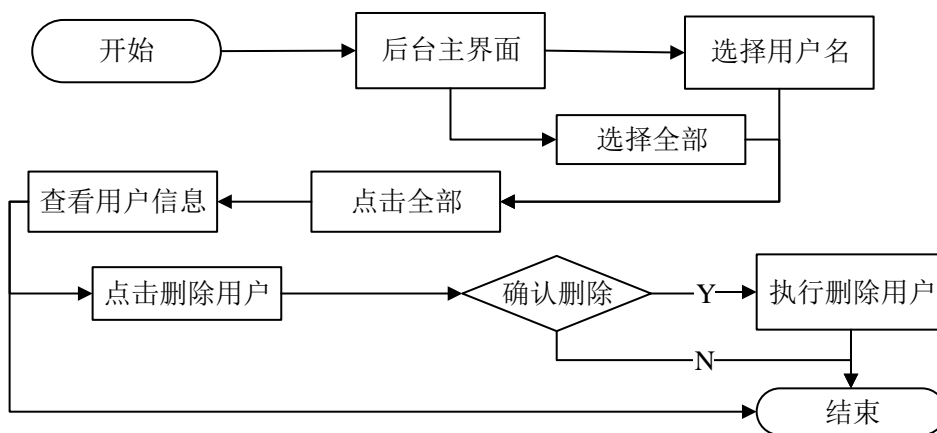 开始
后台主界面
选择用户名
选择全部
查看用户信息
点击全部
点击删除用户
确认删除
Y
执行删除用户
N
结束